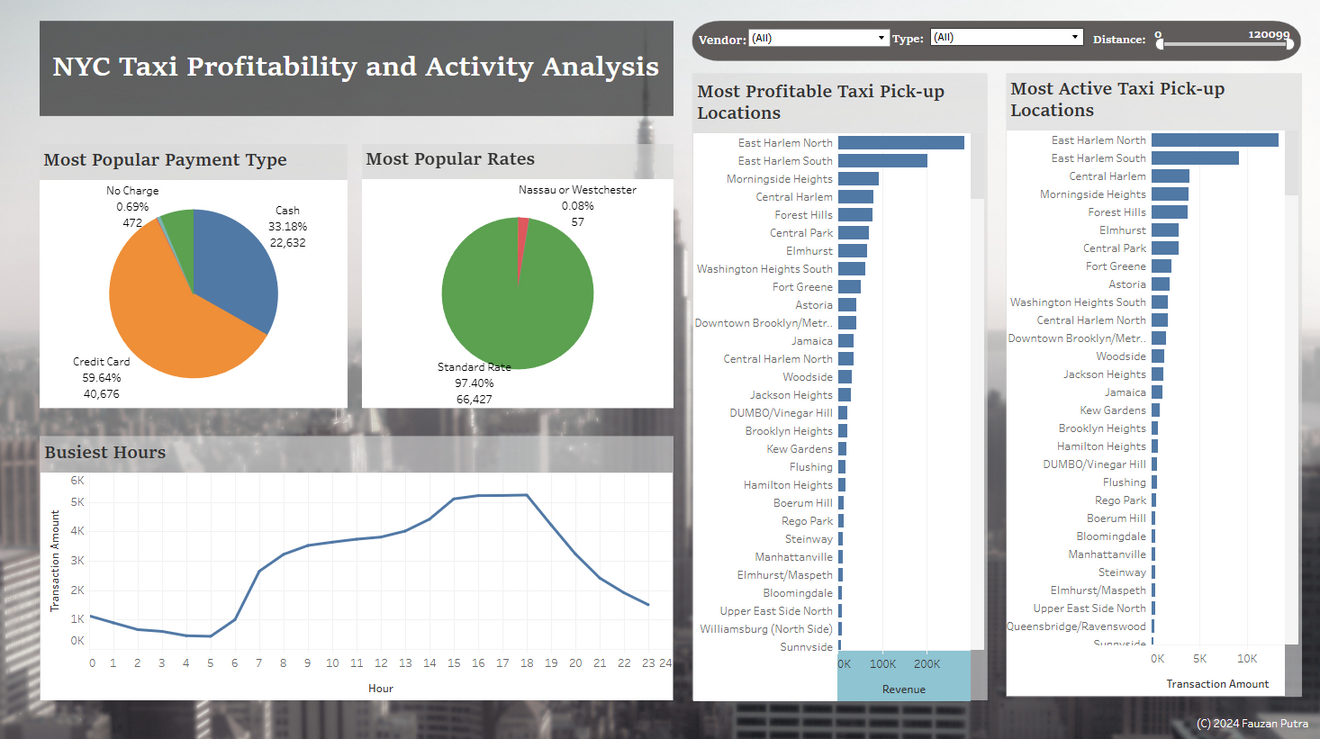 NYC Taxi Profitability and Activity Analysis
Vendor: (All) Type: (All) Distance: 0 120099
Most Popular Payment Type
No Charge
0.69%
472
Cash
33.18%
22,632
Credit Card
59.64%
40,676
Most Popular Rates
Nassau or Westchester
0.08%
57
Standard Rate
97.40%
66,427
Busiest Hours
Transaction Amount
6K
5K
4K
3K
2K
1K
0K
0 1 2 3 4 5 6 7 8 9 10 11 12 13 14 15 16 17 18 19 20 21 22 23 24
Hour
Most Profitable Taxi Pick-up
Locations
East Harlem North
East Harlem South
Morningside Heights
Central Harlem
Forest Hills
Central Park
Elmhurst
Washington Heights South
Fort Greene
Astoria
Downtown Brooklyn/Metr..
Jamaica
Central Harlem North
Woodside
Jackson Heights
DUMBO/Vinegar Hill
Brooklyn Heights
Kew Gardens
Flushing
Hamilton Heights
Boerum Hill
Rego Park
Steinway
Manhattanville
Elmhurst/Maspeth
Bloomingdale
Upper East Side North
Williamsburg (North Side)
Sunnyside
0K 100K 200K
Revenue
Most Active Taxi Pick-up
Locations
East Harlem North
East Harlem South
Central Harlem
Morningside Heights
Forest Hills
Elmhurst
Central Park
Fort Greene
Astoria
Washington Heights South
Central Harlem North
Downtown Brooklyn/Metr..
Woodside
Jackson Heights
Jamaica
Kew Gardens
Brooklyn Heights
Hamilton Heights
DUMBO/Vinegar Hill
Flushing
Rego Park
Boerum Hill
Bloomingdale
Manhattanville
Steinway
Elmhurst/Maspeth
Upper East Side North
Queensbridge/Ravenswood
Sunnyside
0K 5K 10K
Transaction Amount
(C) 2024 Fauzan Putra